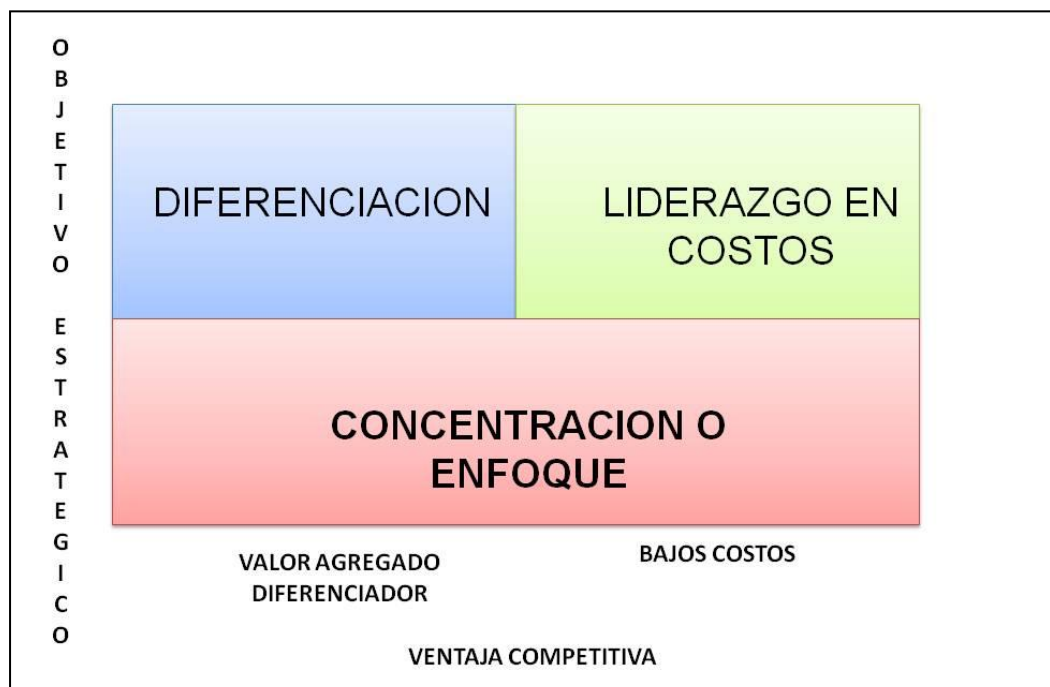 OBJETIVO ESTRATEGICO
DIFERENCIACION
LIDERAZGO EN
COSTOS
CONCENTRACION O
ENFOQUE
VALOR AGREGADO
DIFERENCIADOR
BAJOS COSTOS
VENTAJA COMPETITIVA